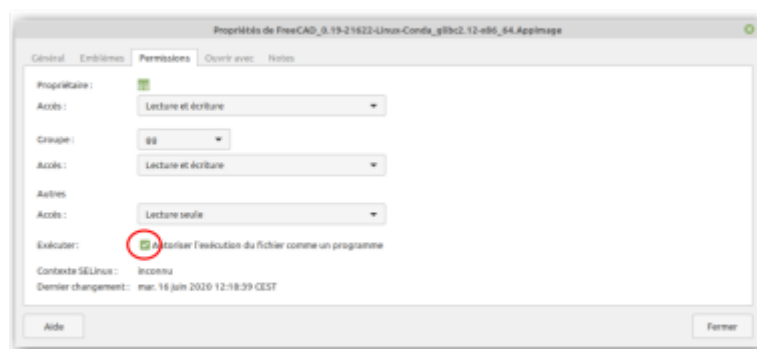 Propriétés de FreeCAD_0.19-21622-Linux-Conda_glibc2.12-x86_64.AppImage
Général Emblèmes Permissions Ouvrir avec Notes
Propriétaire :
Accès : Lecture et écriture
Groupe :
Accès : Lecture et écriture
Autres
Accès : Lecture seule
Exécuter : Autoriser l'exécution du fichier comme un programme
Contexte SELinux : inconnu
Dernier changement : mar. 16 juin 2020 12:18:39 CEST
Aide Fermer